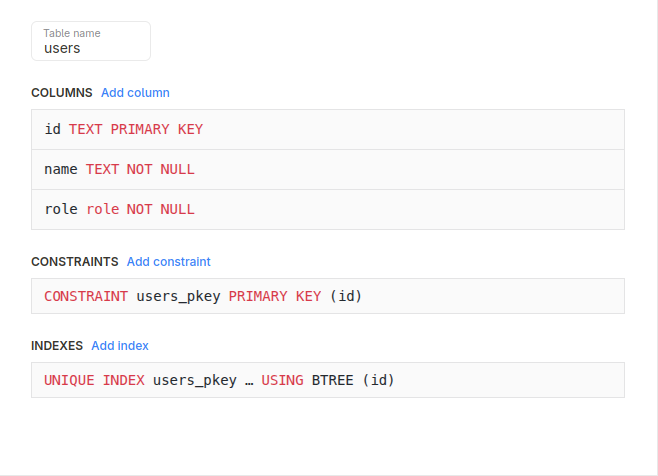 Table name
users
COLUMNS Add column
id TEXT PRIMARY KEY
name TEXT NOT NULL
role role NOT NULL
CONSTRAINTS Add constraint
CONSTRAINT users_pkey PRIMARY KEY (id)
INDEXES Add index
UNIQUE INDEX users_pkey … USING BTREE (id)